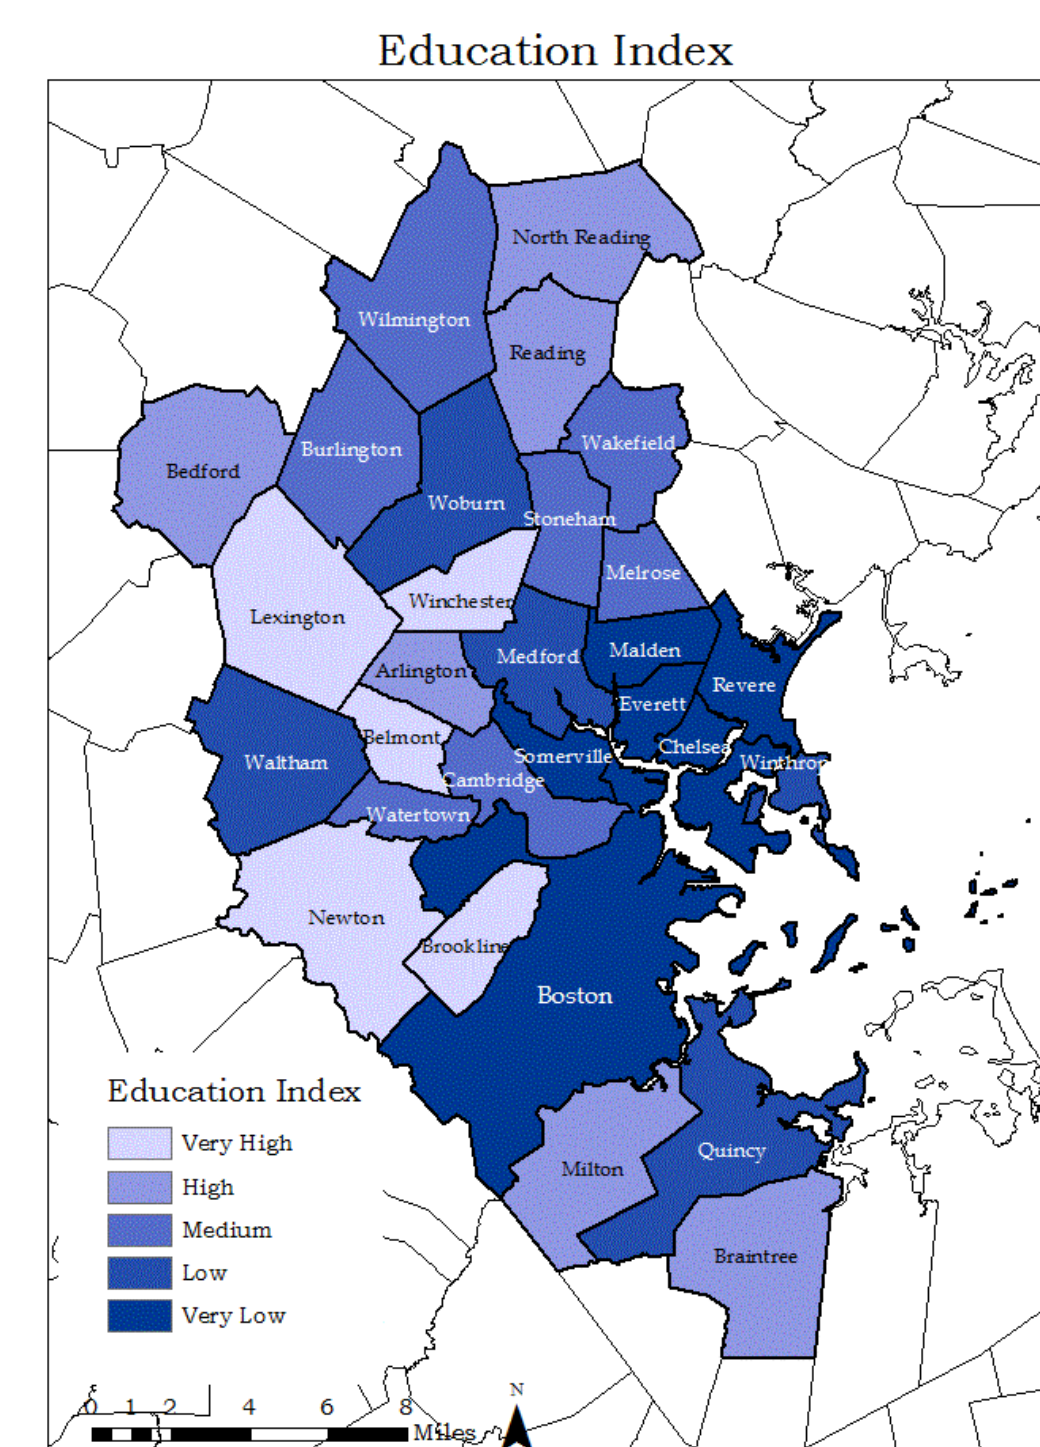 Education Index
North Reading
Wilmington
Reading
Wakefield
Burlington
Bedford
Woburn
Stoneham
Melrose
Winchester
Lexington
Malden
Medford
Arlington
Revere
Everett
Belmont
Chelsea
Somerville
Waltham
Winthrop
Cambridge
Watertown
Newton
Brookline
Boston
Education Index
Very High
High
Medium
Low
Very Low
Quincy
Milton
Braintree
N
0 1 2 4 6 8
Miles